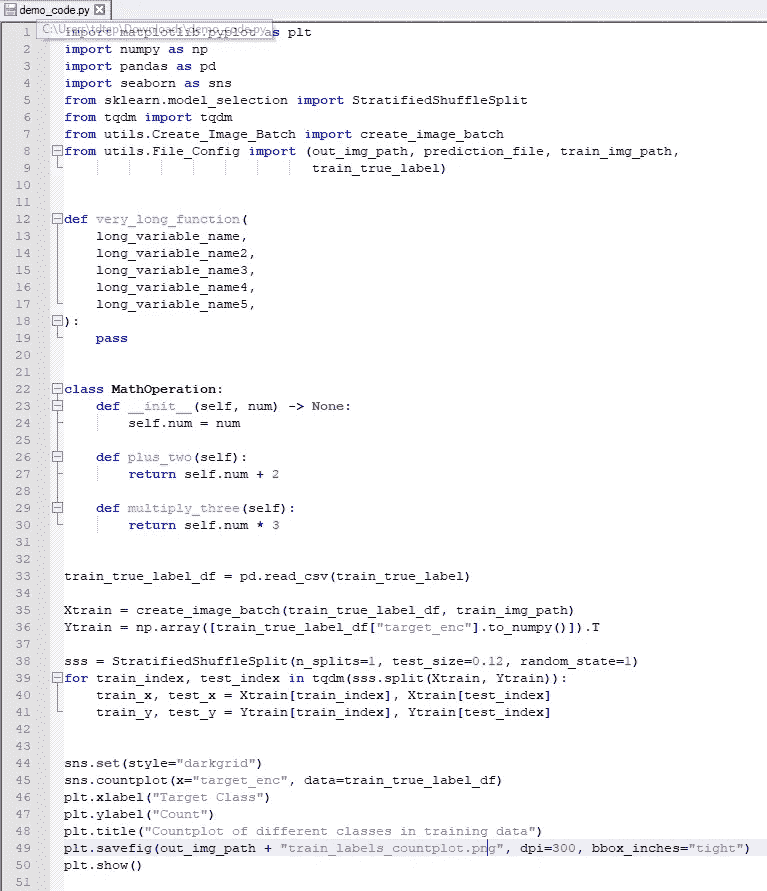 demo_code.py
C:\Users\tdtep\Downloads\demo_code.py
1 import matplotlib.pyplot as plt
2 import numpy as np
3 import pandas as pd
4 import seaborn as sns
5 from sklearn.model_selection import StratifiedShuffleSplit
6 from tqdm import tqdm
7 from utils.Create_Image_Batch import create_image_batch
8 from utils.File_Config import (out_img_path, prediction_file, train_img_path,
9                                train_true_label)
10
11
12 def very_long_function(
13     long_variable_name,
14     long_variable_name2,
15     long_variable_name3,
16     long_variable_name4,
17     long_variable_name5,
18 ):
19     pass
20
21
22 class MathOperation:
23     def __init__(self, num) -> None:
24         self.num = num
25
26     def plus_two(self):
27         return self.num + 2
28
29     def multiply_three(self):
30         return self.num * 3
31
32
33 train_true_label_df = pd.read_csv(train_true_label)
34
35 Xtrain = create_image_batch(train_true_label_df, train_img_path)
36 Ytrain = np.array([train_true_label_df["target_enc"].to_numpy()]).T
37
38 sss = StratifiedShuffleSplit(n_splits=1, test_size=0.12, random_state=1)
39 for train_index, test_index in tqdm(sss.split(Xtrain, Ytrain)):
40     train_x, test_x = Xtrain[train_index], Xtrain[test_index]
41     train_y, test_y = Ytrain[train_index], Ytrain[test_index]
42
43
44 sns.set(style="darkgrid")
45 sns.countplot(x="target_enc", data=train_true_label_df)
46 plt.xlabel("Target Class")
47 plt.ylabel("Count")
48 plt.title("Countplot of different classes in training data")
49 plt.savefig(out_img_path + "train_labels_countplot.png", dpi=300, bbox_inches="tight")
50 plt.show()
51